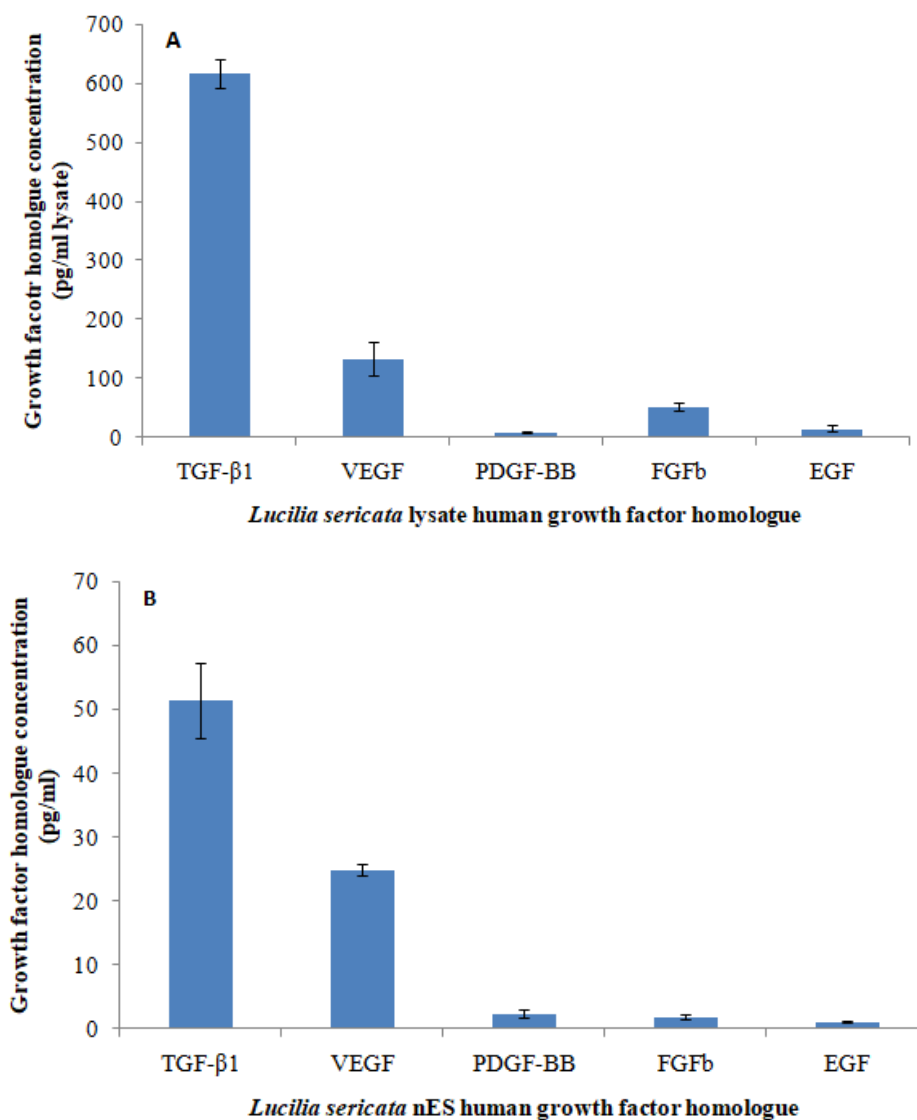 A
700
600
500
400
300
200
100
0
Growth facotr homolgue concentration
(pg/ml lysate)
TGF-β1 VEGF PDGF-BB FGFb EGF
Lucilia sericata lysate human growth factor homologue
B
70
60
50
40
30
20
10
0
Growth factor homologue concentration
(pg/ml)
TGF-β1 VEGF PDGF-BB FGFb EGF
Lucilia sericata nES human growth factor homologue